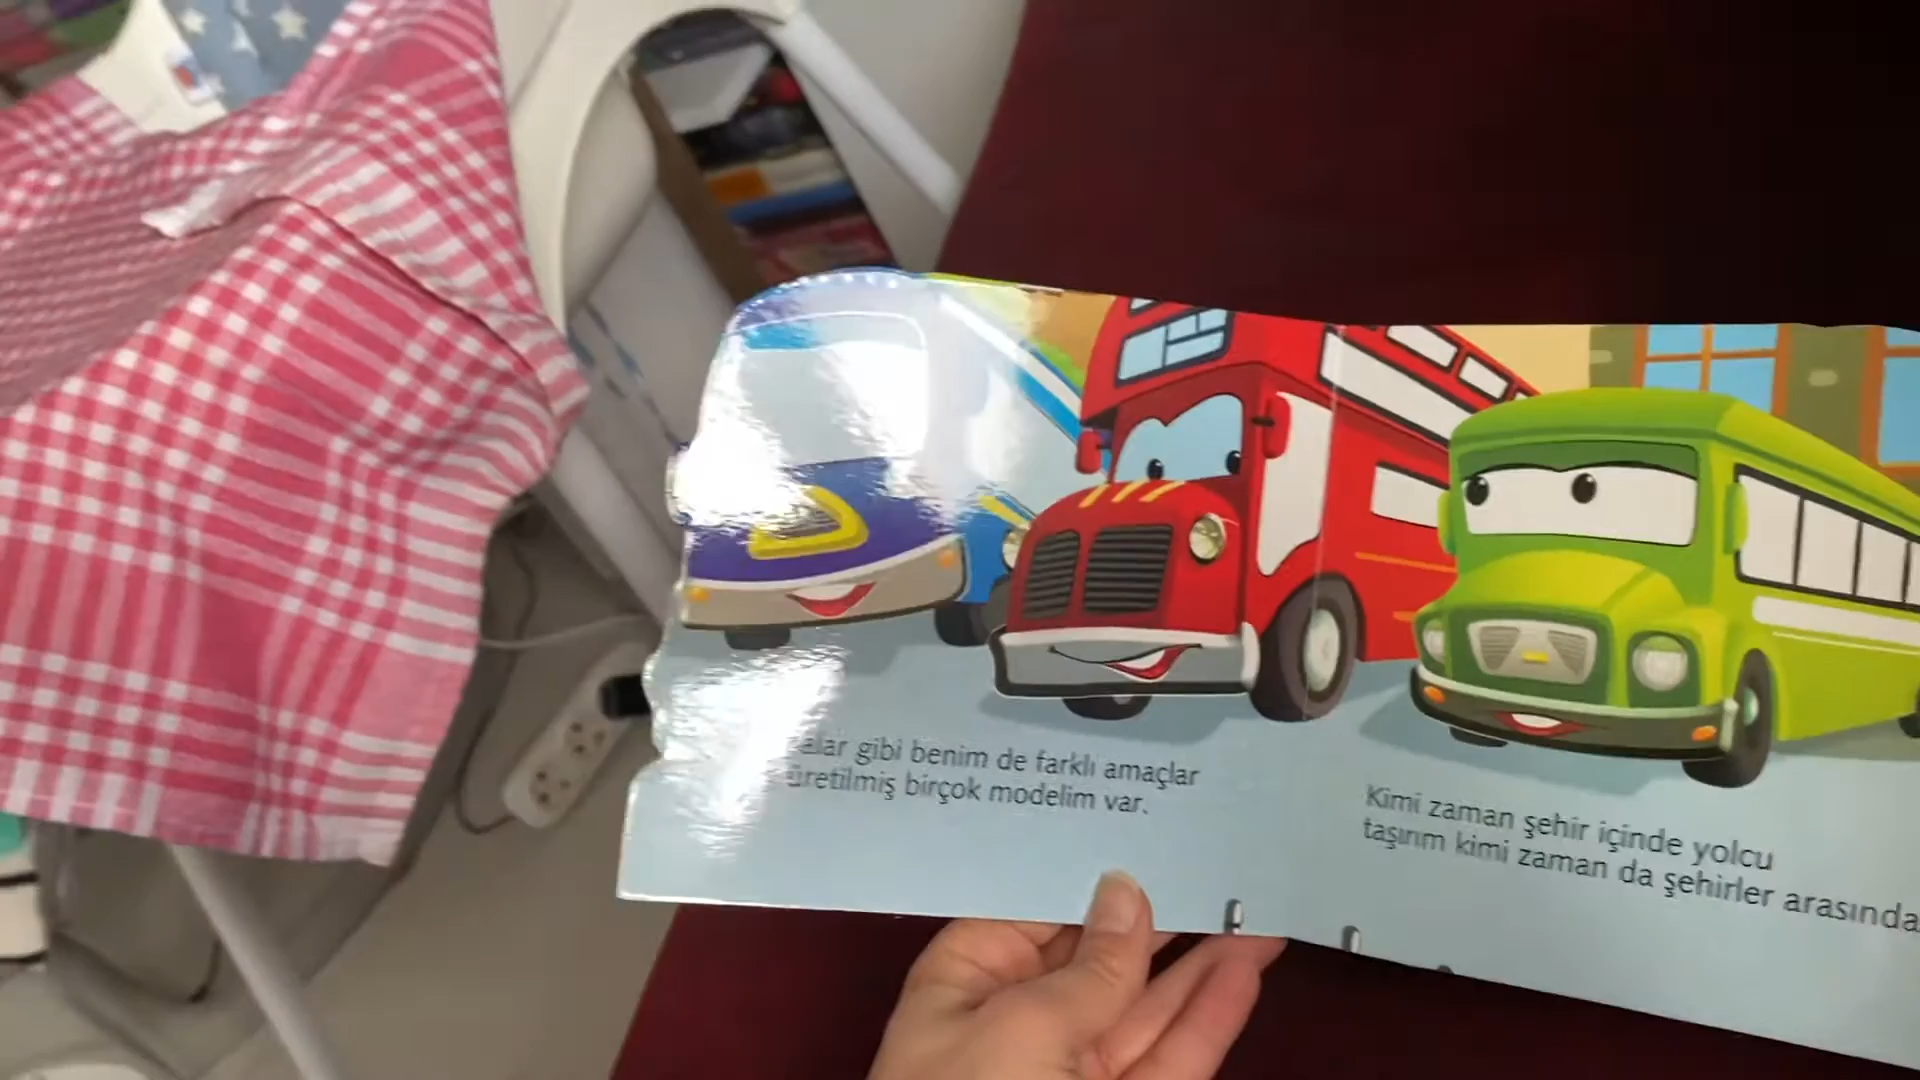 gibi benim de farklı amaçlar
üretilmiş birçok modelim var.
Kimi zaman şehir içinde yolcu
taşırım kimi zaman da şehirler arasında